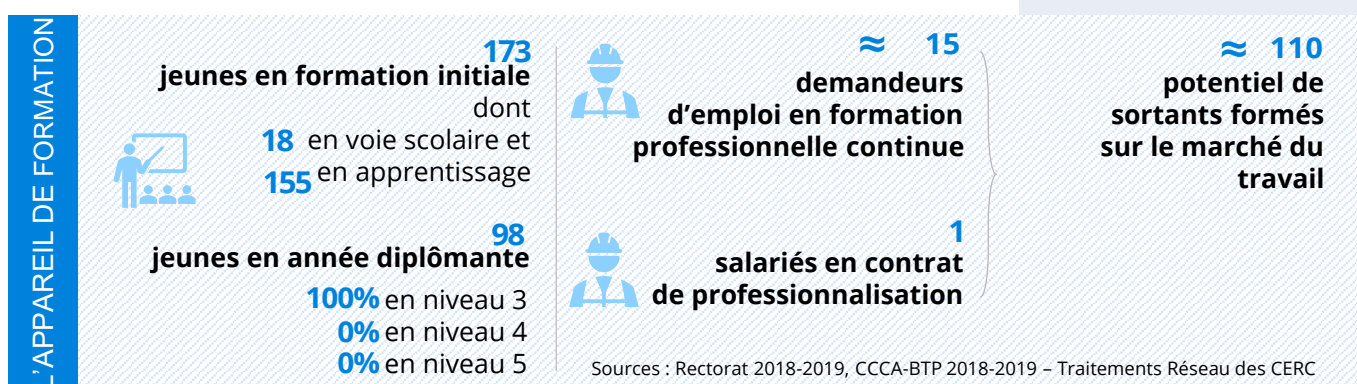 L'APPAREIL DE FORMATION
173
jeunes en formation initiale
dont
18 en voie scolaire et
155 en apprentissage
98
jeunes en année diplômante
100% en niveau 3
0% en niveau 4
0% en niveau 5
≈ 15
demandeurs
d’emploi en formation
professionnelle continue
1
salariés en contrat
de professionnalisation
≈ 110
potentiel de
sortants formés
sur le marché du
travail
Sources : Rectorat 2018-2019, CCCA-BTP 2018-2019 – Traitements Réseau des CERC